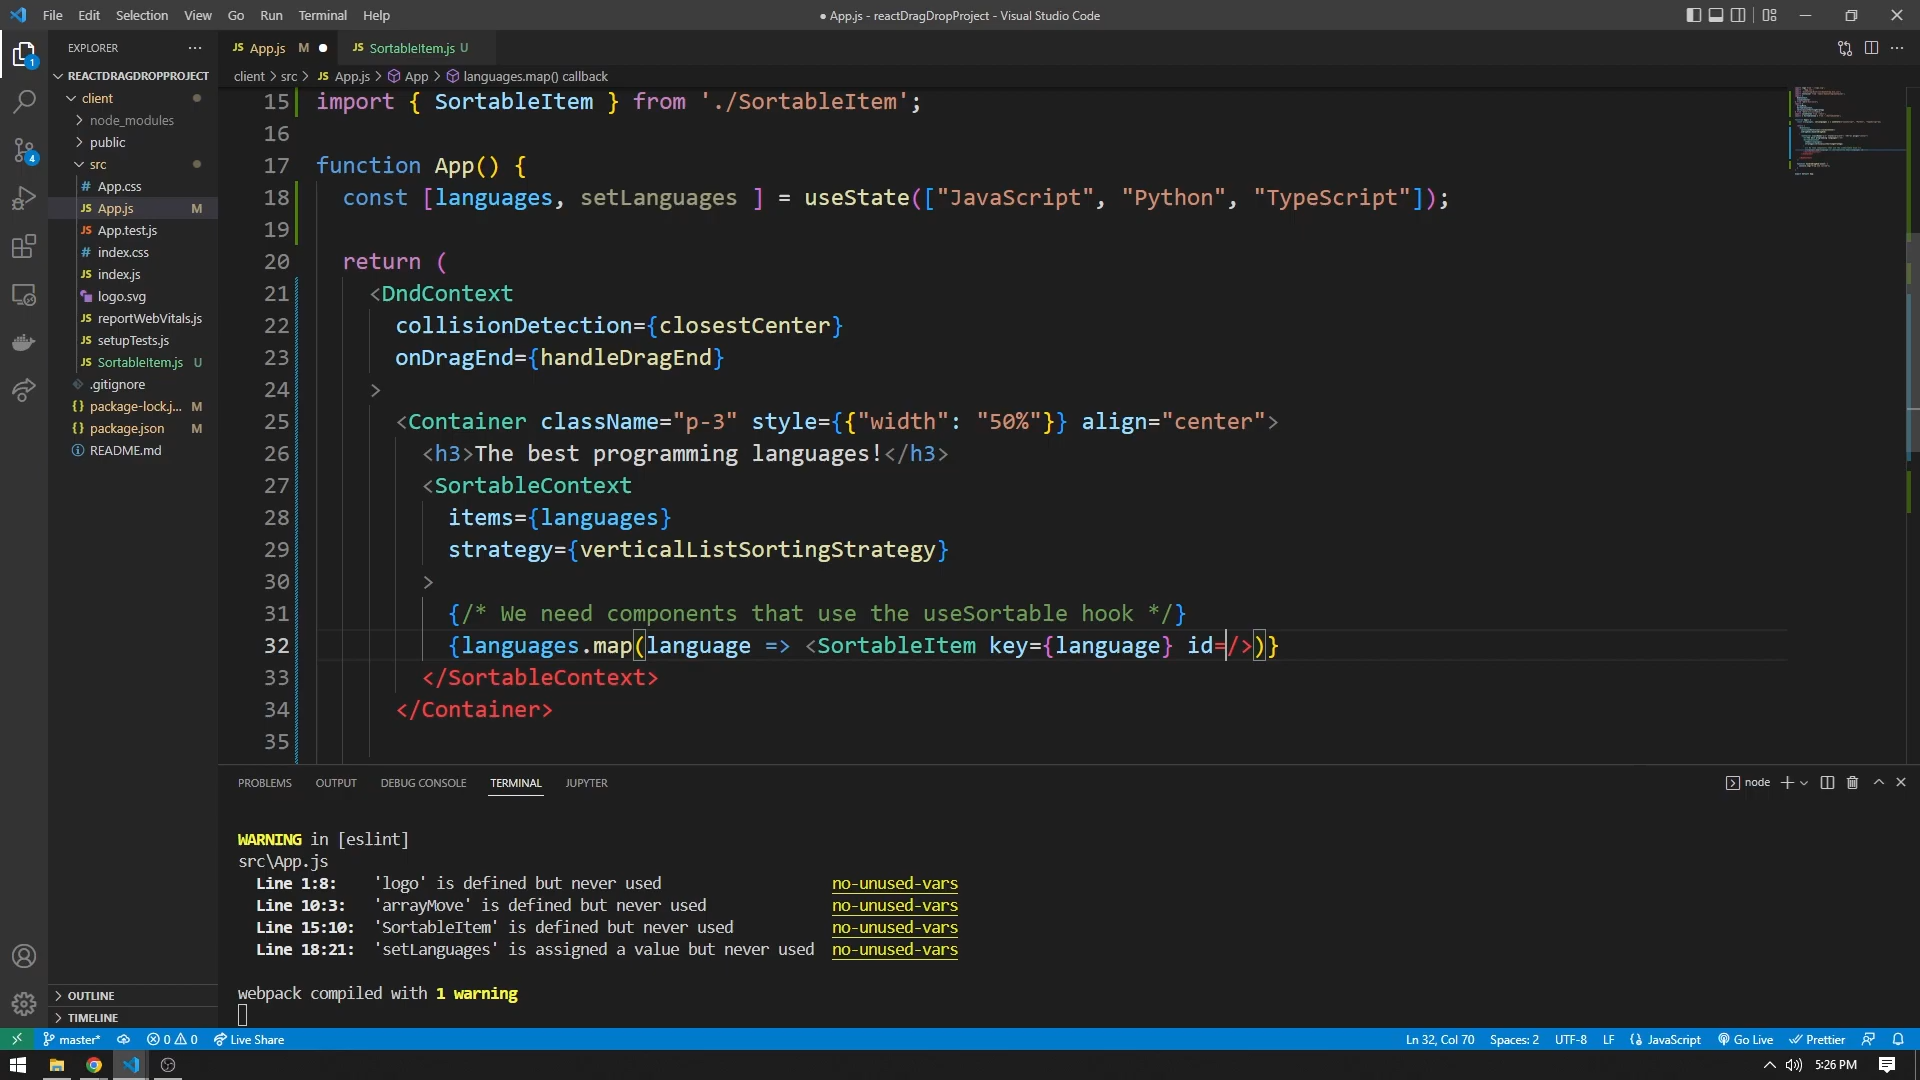 File Edit Selection View Go Run Terminal Help
● App.js - reactDragDropProject - Visual Studio Code
EXPLORER
REACTDRAGDROPPROJECT
client
node_modules
public
src
# App.css
JS App.js M
JS App.test.js
# index.css
JS index.js
logo.svg
JS reportWebVitals.js
JS setupTests.js
JS SortableItem.js U
.gitignore
{} package-lock.j... M
{} package.json M
README.md
OUTLINE
TIMELINE
1
4
JS App.js M ●
JS SortableItem.js U
client > src > JS App.js > App > languages.map() callback
15 import { SortableItem } from './SortableItem';
16
17 function App() {
18 const [languages, setLanguages ] = useState(["JavaScript", "Python", "TypeScript"]);
19
20 return (
21 <DndContext
22 collisionDetection={closestCenter}
23 onDragEnd={handleDragEnd}
24 >
25 <Container className="p-3" style={{"width": "50%"}} align="center">
26 <h3>The best programming languages!</h3>
27 <SortableContext
28 items={languages}
29 strategy={verticalListSortingStrategy}
30 >
31 {/* We need components that use the useSortable hook */}
32 {languages.map(language => <SortableItem key={language} id=/>)}
33 </SortableContext>
34 </Container>
35
PROBLEMS OUTPUT DEBUG CONSOLE TERMINAL JUPYTER
node
WARNING in [eslint]
src\App.js
Line 1:8: 'logo' is defined but never used no-unused-vars
Line 10:3: 'arrayMove' is defined but never used no-unused-vars
Line 15:10: 'SortableItem' is defined but never used no-unused-vars
Line 18:21: 'setLanguages' is assigned a value but never used no-unused-vars
webpack compiled with 1 warning
master* 0 0 Live Share
Ln 32, Col 70 Spaces: 2 UTF-8 LF JavaScript Go Live Prettier
5:26 PM